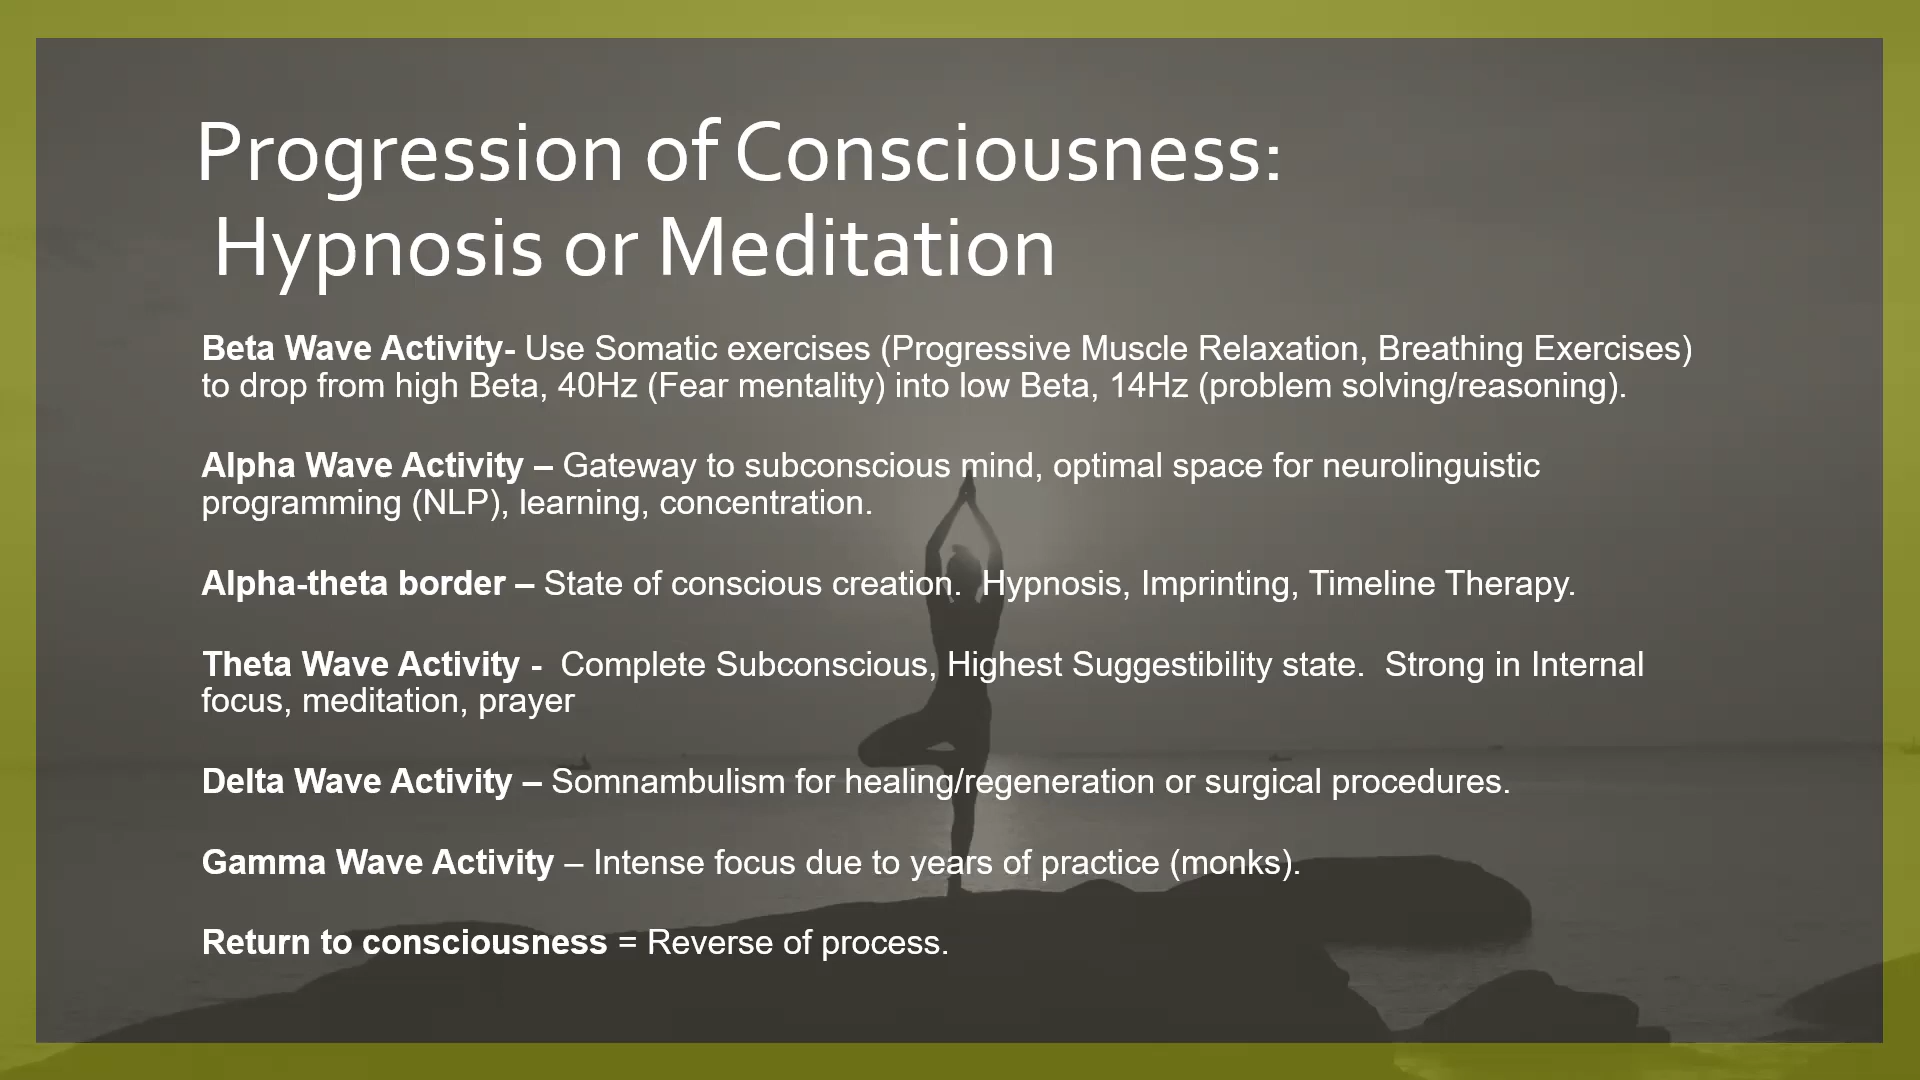 Progression of Consciousness:
Hypnosis or Meditation
Beta Wave Activity- Use Somatic exercises (Progressive Muscle Relaxation, Breathing Exercises)
to drop from high Beta, 40Hz (Fear mentality) into low Beta, 14Hz (problem solving/reasoning).
Alpha Wave Activity – Gateway to subconscious mind, optimal space for neurolinguistic
programming (NLP), learning, concentration.
Alpha-theta border – State of conscious creation.  Hypnosis, Imprinting, Timeline Therapy.
Theta Wave Activity -  Complete Subconscious, Highest Suggestibility state.  Strong in Internal
focus, meditation, prayer
Delta Wave Activity – Somnambulism for healing/regeneration or surgical procedures.
Gamma Wave Activity – Intense focus due to years of practice (monks).
Return to consciousness = Reverse of process.